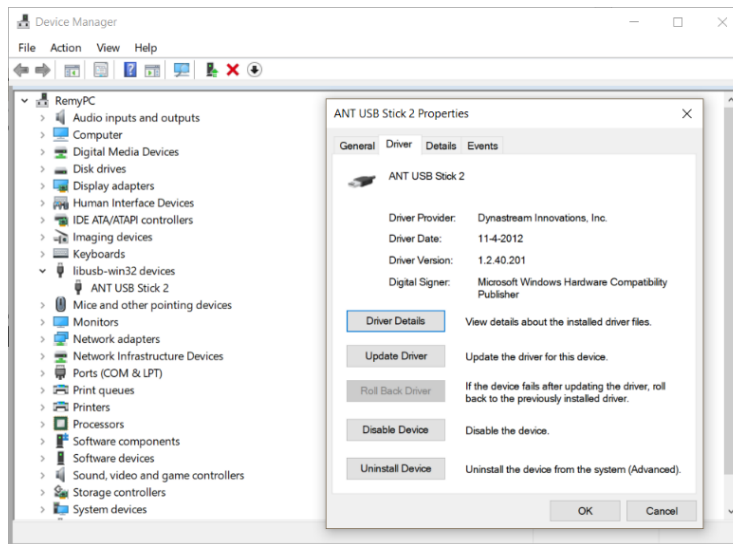 Device Manager
File Action View Help
RemyPC
Audio inputs and outputs
Computer
Digital Media Devices
Disk drives
Display adapters
Human Interface Devices
IDE ATA/ATAPI controllers
Imaging devices
Keyboards
libusb-win32 devices
ANT USB Stick 2
Mice and other pointing devices
Monitors
Network adapters
Network Infrastructure Devices
Ports (COM & LPT)
Print queues
Printers
Processors
Software components
Software devices
Sound, video and game controllers
Storage controllers
System devices
ANT USB Stick 2 Properties
General Driver Details Events
ANT USB Stick 2
Driver Provider: Dynastream Innovations, Inc.
Driver Date: 11-4-2012
Driver Version: 1.2.40.201
Digital Signer: Microsoft Windows Hardware Compatibility
Publisher
Driver Details View details about the installed driver files.
Update Driver Update the driver for this device.
Roll Back Driver If the device fails after updating the driver, roll
back to the previously installed driver.
Disable Device Disable the device.
Uninstall Device Uninstall the device from the system (Advanced).
OK Cancel